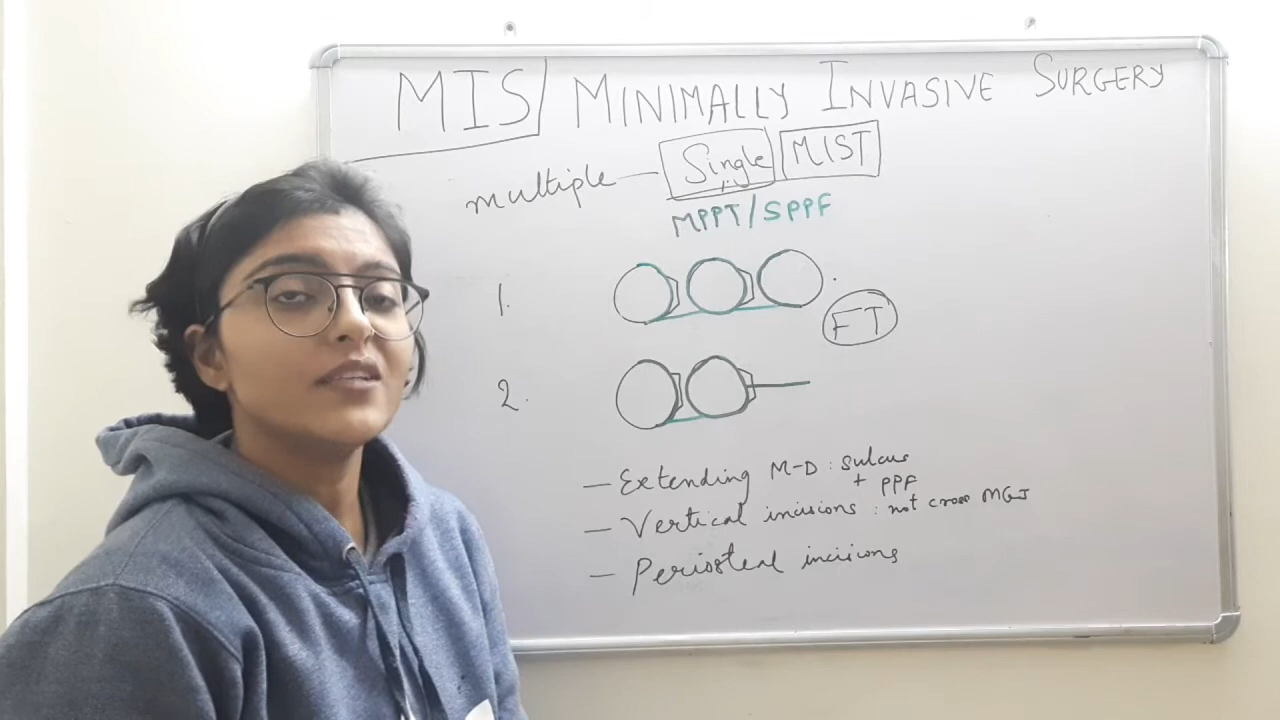 MIS/ MINIMALLY INVASIVE SURGERY
multiple — Single MIST
MPPT/SPPF
1.
FT
2.
— Extending M-D : sulcus
+ PPF
— Vertical incisions : not cross MGJ
— Periosteal incisions